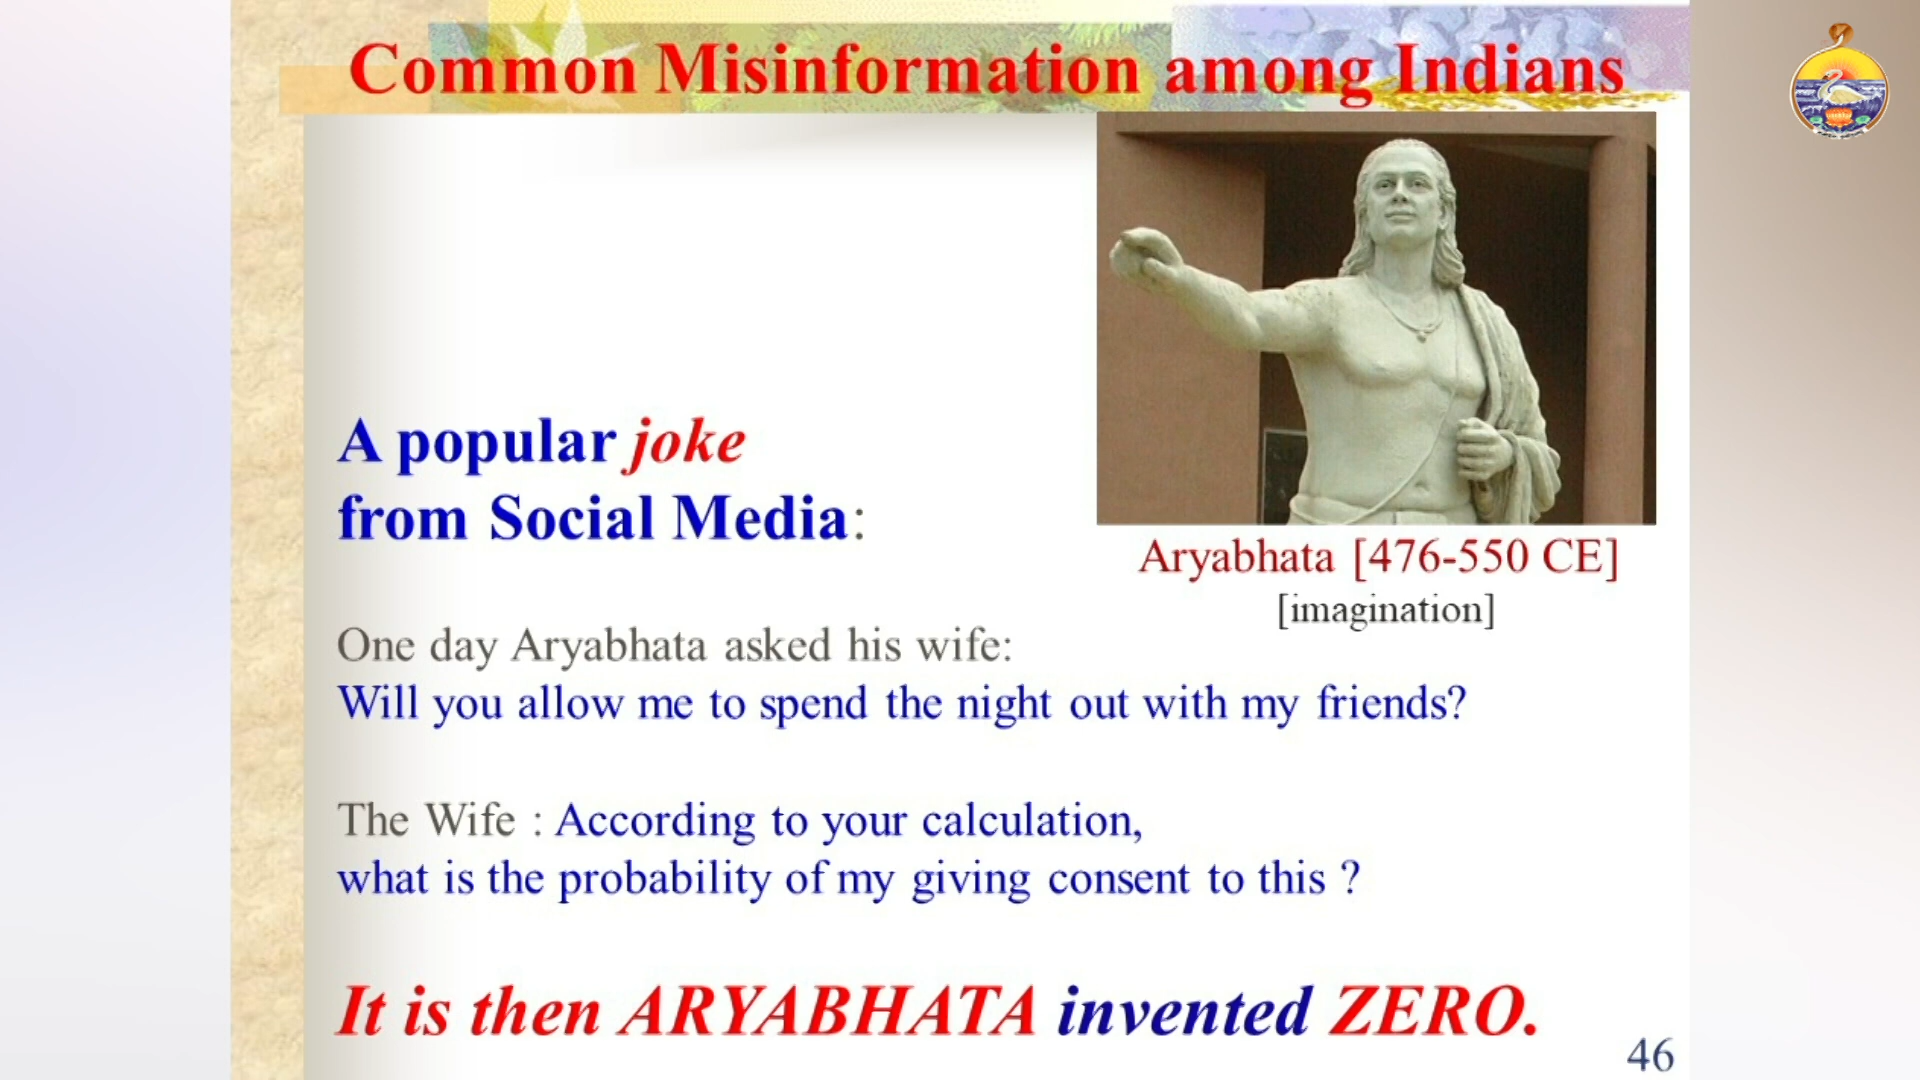 Common Misinformation among Indians
A popular joke
from Social Media:
Aryabhata [476-550 CE]
[imagination]
One day Aryabhata asked his wife:
Will you allow me to spend the night out with my friends?
The Wife : According to your calculation,
what is the probability of my giving consent to this ?
It is then ARYABHATA invented ZERO.
46